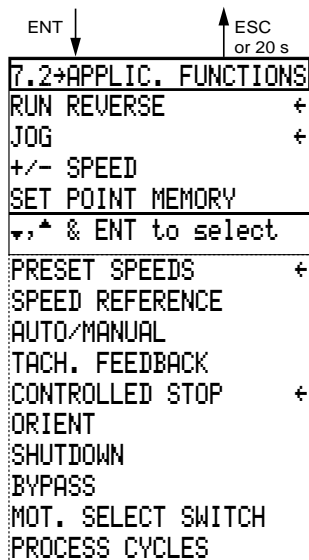 ENT
ESC
or 20 s
7.2→APPLIC. FUNCTIONS
RUN REVERSE ←
JOG ←
+/- SPEED
SET POINT MEMORY
▼,▲ & ENT to select
PRESET SPEEDS ←
SPEED REFERENCE
AUTO/MANUAL
TACH. FEEDBACK
CONTROLLED STOP ←
ORIENT
SHUTDOWN
BYPASS
MOT. SELECT SWITCH
PROCESS CYCLES